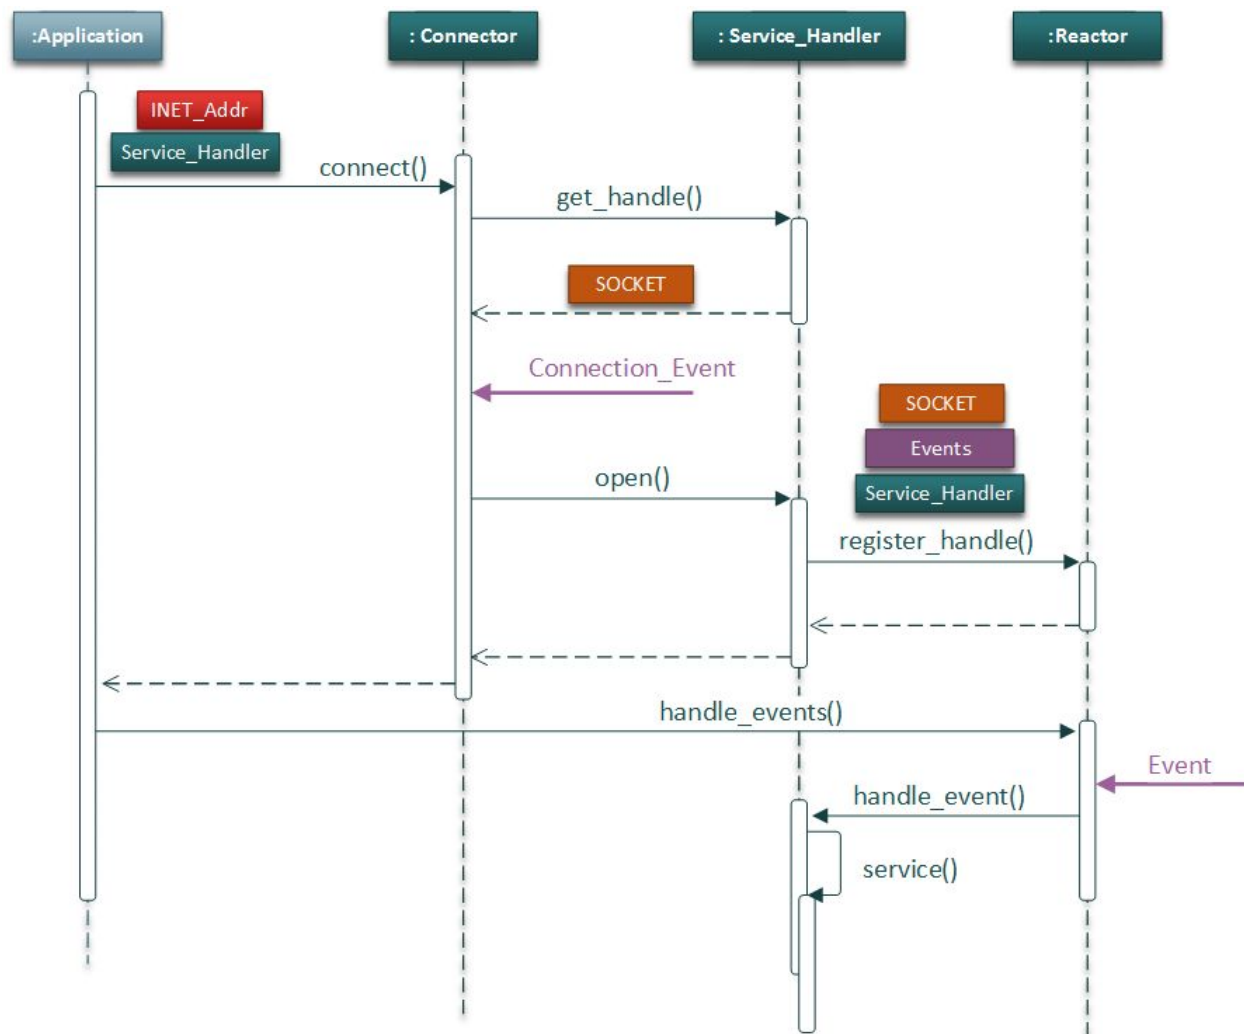 :Application
: Connector
: Service_Handler
:Reactor
INET_Addr
Service_Handler
connect()
get_handle()
SOCKET
Connection_Event
SOCKET
Events
Service_Handler
open()
register_handle()
handle_events()
Event
handle_event()
service()